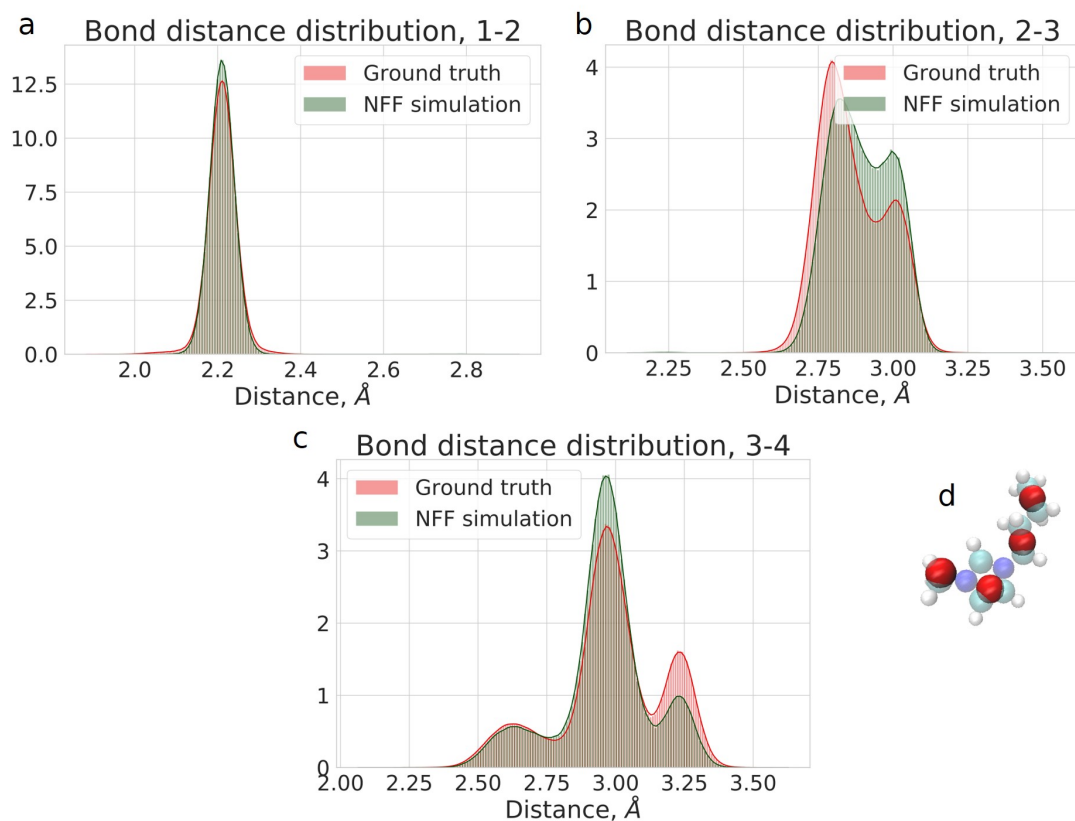 a
Bond distance distribution, 1-2
12.5
10.0
7.5
5.0
2.5
0.0
Ground truth
NFF simulation
2.0 2.2 2.4 2.6 2.8
Distance, Å
b
Bond distance distribution, 2-3
4
3
2
1
0
Ground truth
NFF simulation
2.25 2.50 2.75 3.00 3.25 3.50
Distance, Å
c
Bond distance distribution, 3-4
4
3
2
1
0
Ground truth
NFF simulation
2.00 2.25 2.50 2.75 3.00 3.25 3.50
Distance, Å
d